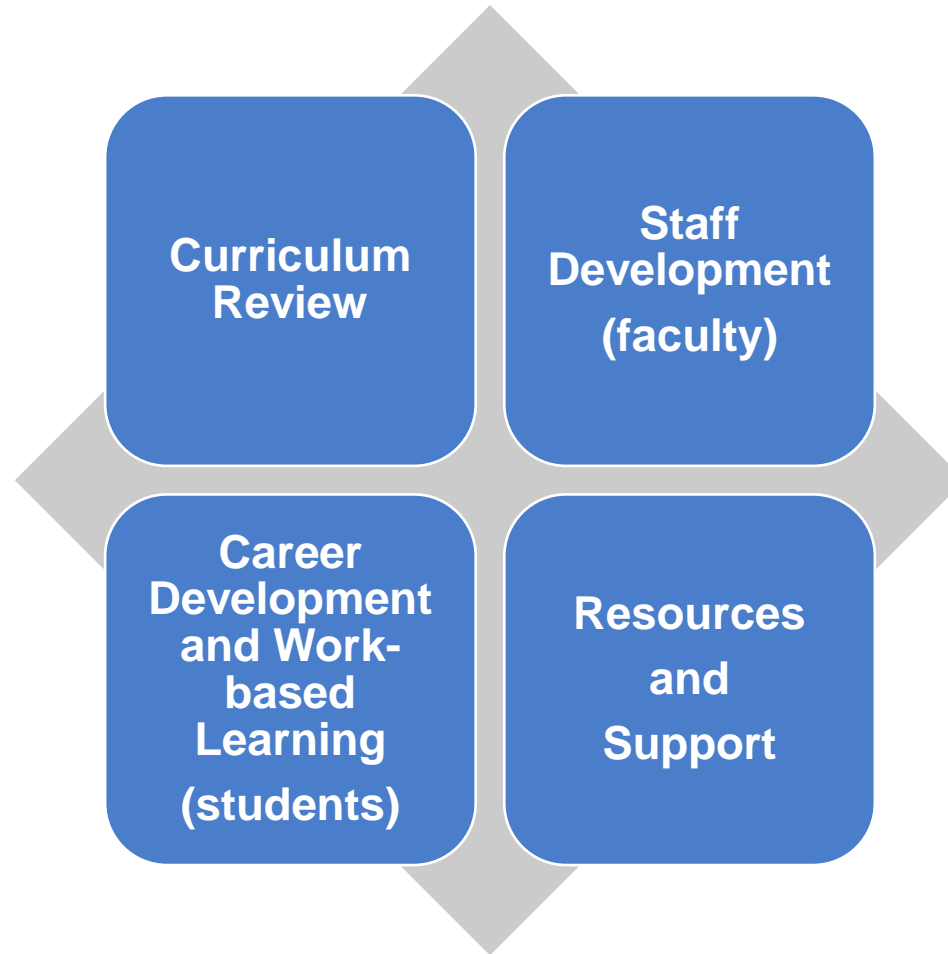 Curriculum
Review
Staff
Development
(faculty)
Career
Development
and Work-
based
Learning
(students)
Resources
and
Support